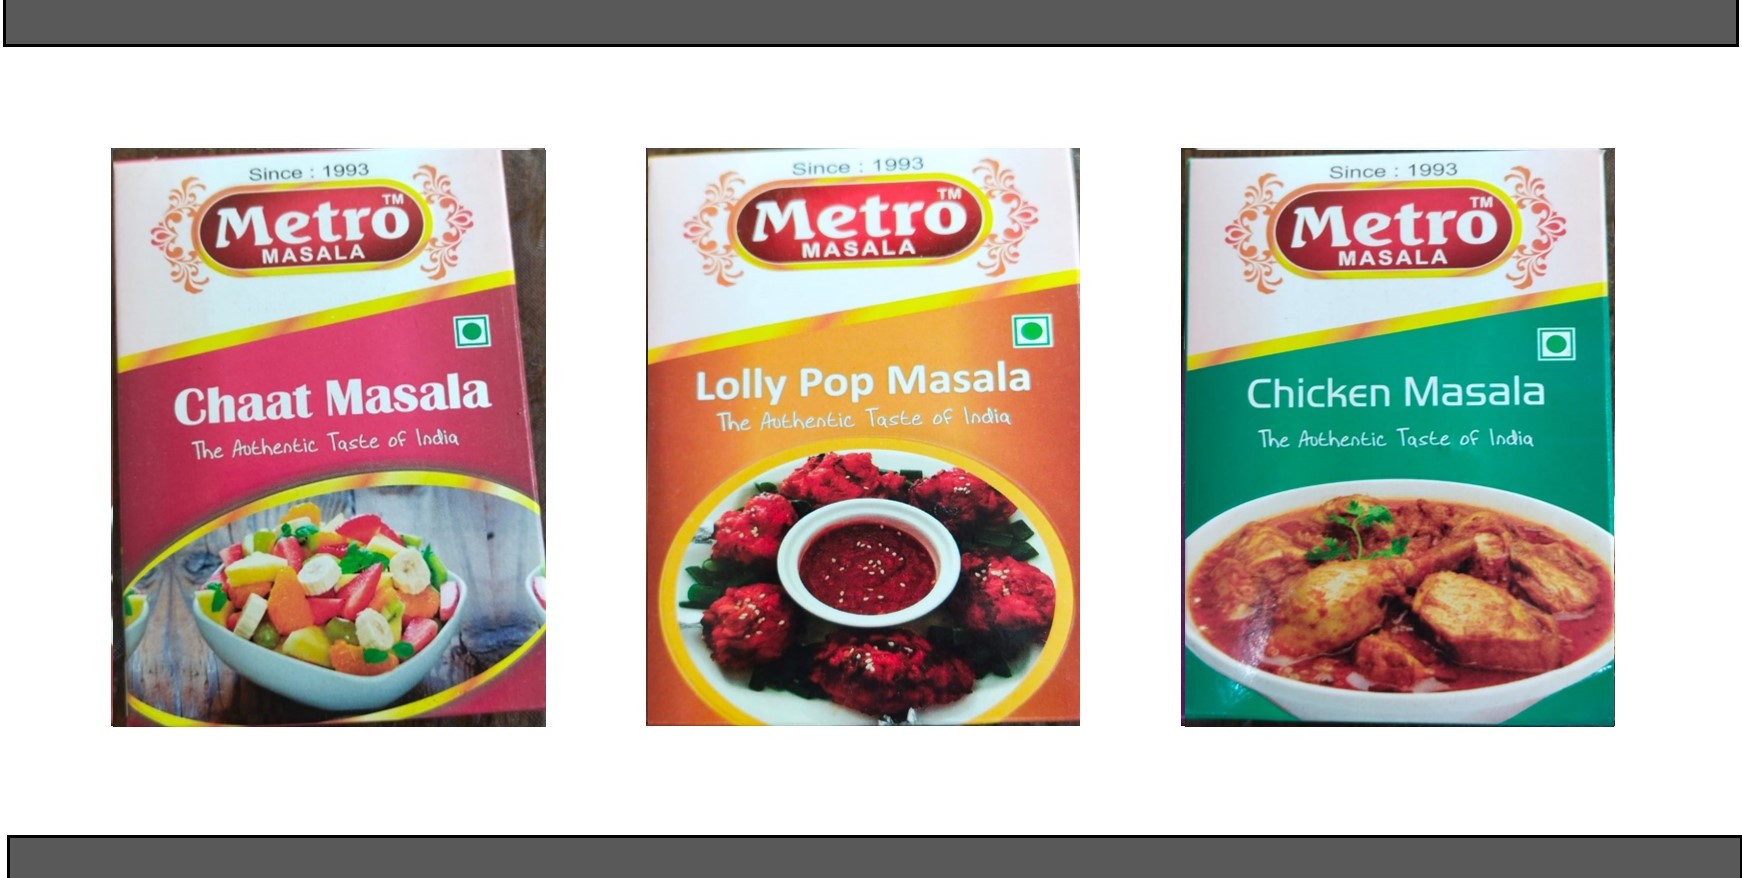 Since : 1993
Metro TM
MASALA
Chaat Masala
The Authentic Taste of India
Since : 1993
Metro TM
MASALA
Lolly Pop Masala
The Authentic Taste of India
Since : 1993
Metro TM
MASALA
Chicken Masala
The Authentic Taste of India